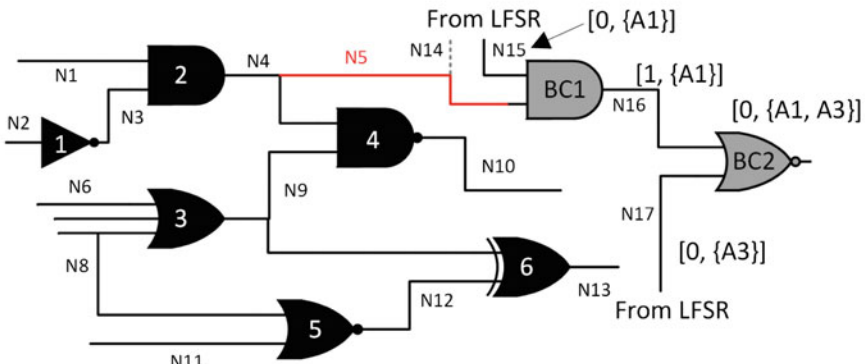 From LFSR
[0, {A1}]
N14
N15
N4
N5
N1
2
BC1
[1, {A1}]
N16
[0, {A1, A3}]
N2
1
N3
4
BC2
N10
N6
N9
3
N17
N8
[0, {A3}]
6
N12
N13
From LFSR
5
N11